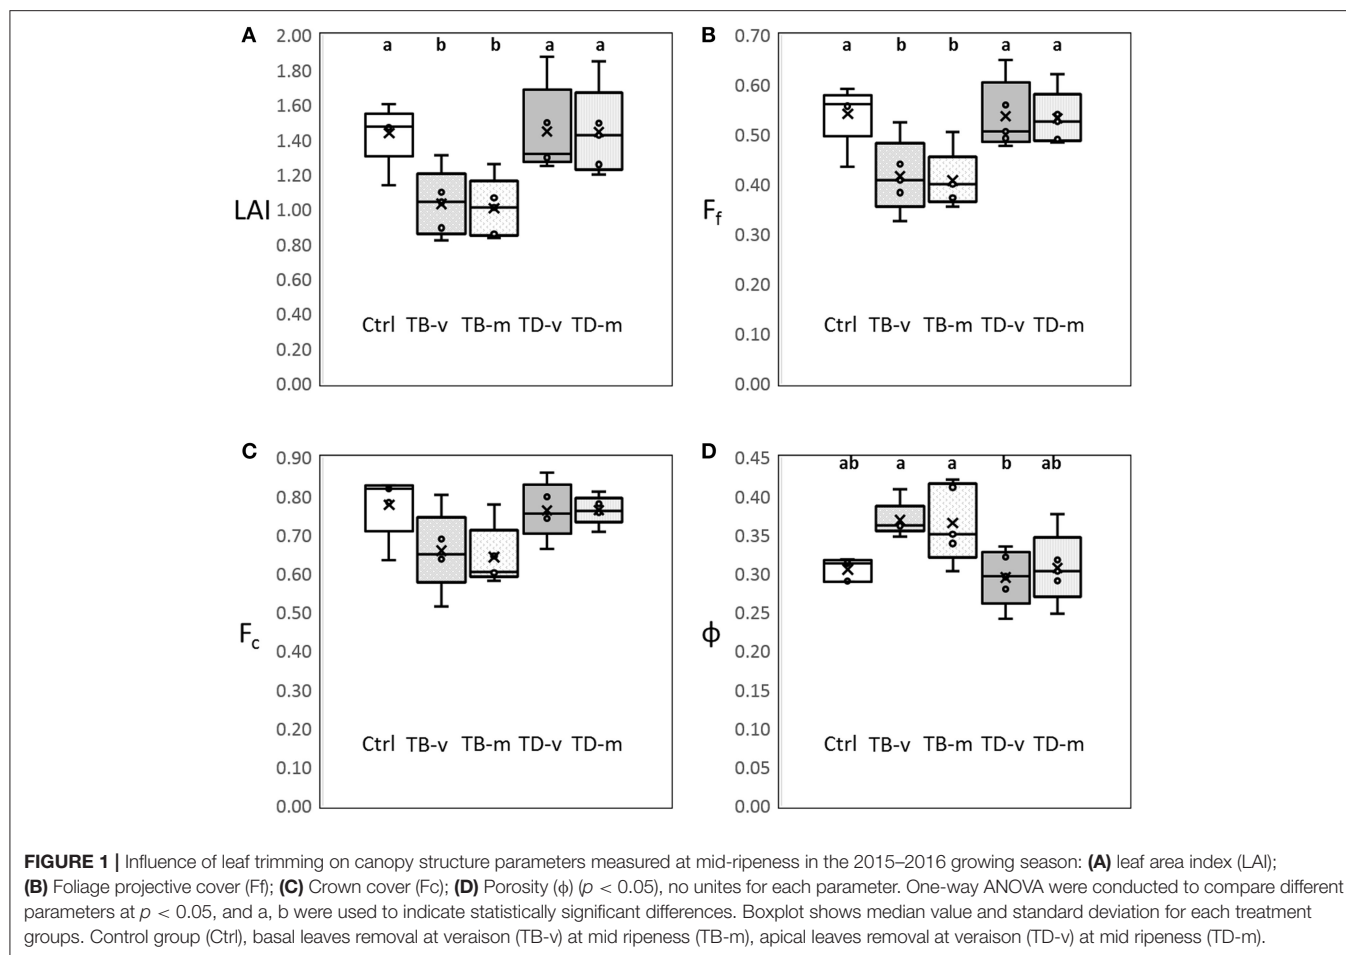 A
2.00
1.80
1.60
1.40
1.20
1.00
0.80
0.60
0.40
0.20
0.00
LAI
a b b a a
Ctrl TB-v TB-m TD-v TD-m
B
0.70
0.60
0.50
0.40
0.30
0.20
0.10
0.00
Ff
a b b a a
Ctrl TB-v TB-m TD-v TD-m
C
0.90
0.80
0.70
0.60
0.50
0.40
0.30
0.20
0.10
0.00
Fc
Ctrl TB-v TB-m TD-v TD-m
D
0.45
0.40
0.35
0.30
0.25
0.20
0.15
0.10
0.05
0.00
ϕ
ab a a b ab
Ctrl TB-v TB-m TD-v TD-m
FIGURE 1 | Influence of leaf trimming on canopy structure parameters measured at mid-ripeness in the 2015–2016 growing season: (A) leaf area index (LAI);
(B) Foliage projective cover (Ff); (C) Crown cover (Fc); (D) Porosity (ϕ) (p < 0.05), no unites for each parameter. One-way ANOVA were conducted to compare different
parameters at p < 0.05, and a, b were used to indicate statistically significant differences. Boxplot shows median value and standard deviation for each treatment
groups. Control group (Ctrl), basal leaves removal at veraison (TB-v) at mid ripeness (TB-m), apical leaves removal at veraison (TD-v) at mid ripeness (TD-m).